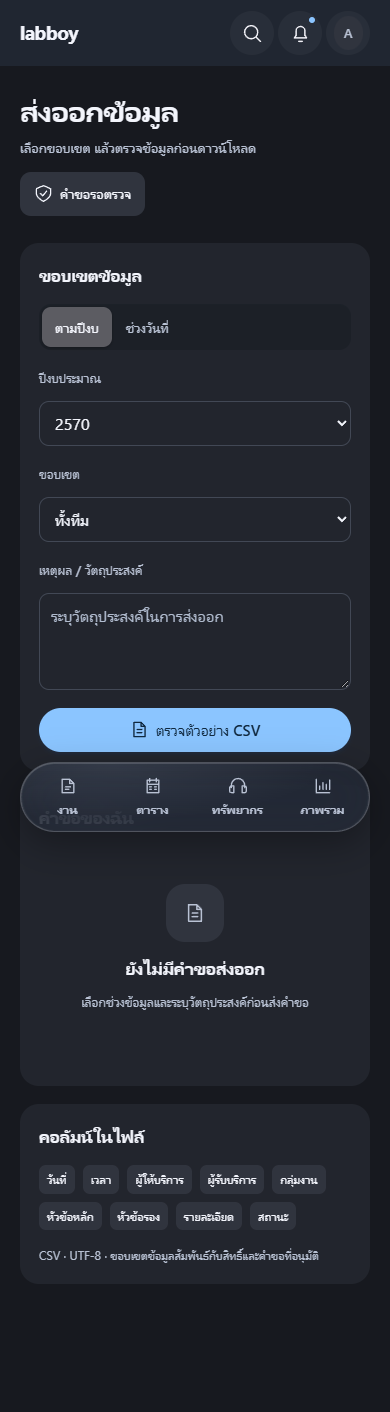 labboy
A
ส่งออกข้อมูล
เลือกขอบเขต แล้วตรวจข้อมูลก่อนดาวน์โหลด
คำขอรอตรวจ
ขอบเขตข้อมูล
ตามปีงบ
ช่วงวันที่
ปีงบประมาณ
2570
ขอบเขต
ทั้งทีม
เหตุผล / วัตถุประสงค์
ระบุวัตถุประสงค์ในการส่งออก
ตรวจตัวอย่าง CSV
คำขอของฉัน
งาน ตาราง ทรัพยากร ภาพรวม
ยังไม่มีคำขอส่งออก
เลือกช่วงข้อมูลและระบุวัตถุประสงค์ก่อนส่งคำขอ
คอลัมน์ในไฟล์
วันที่ เวลา ผู้ให้บริการ ผู้รับบริการ กลุ่มงาน
หัวข้อหลัก หัวข้อรอง รายละเอียด สถานะ
CSV · UTF-8 · ขอบเขตข้อมูลสัมพันธ์กับสิทธิ์และคำขอที่อนุมัติ